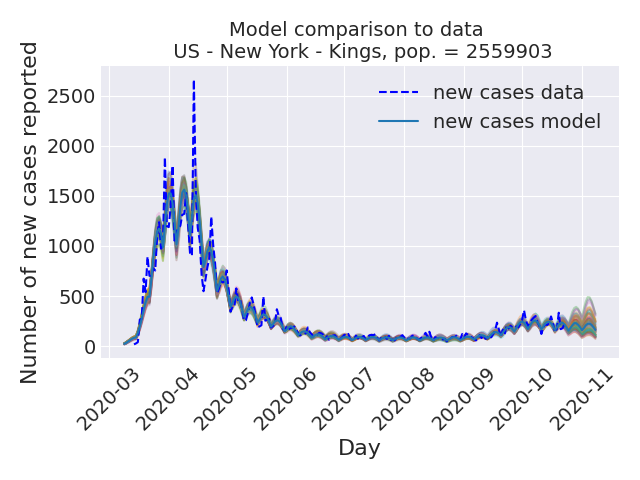 Model comparison to data
US - New York - Kings, pop. = 2559903
Number of new cases reported
2500
2000
1500
1000
500
0
new cases data
new cases model
2020-03
2020-04
2020-05
2020-06
2020-07
2020-08
2020-09
2020-10
2020-11
Day